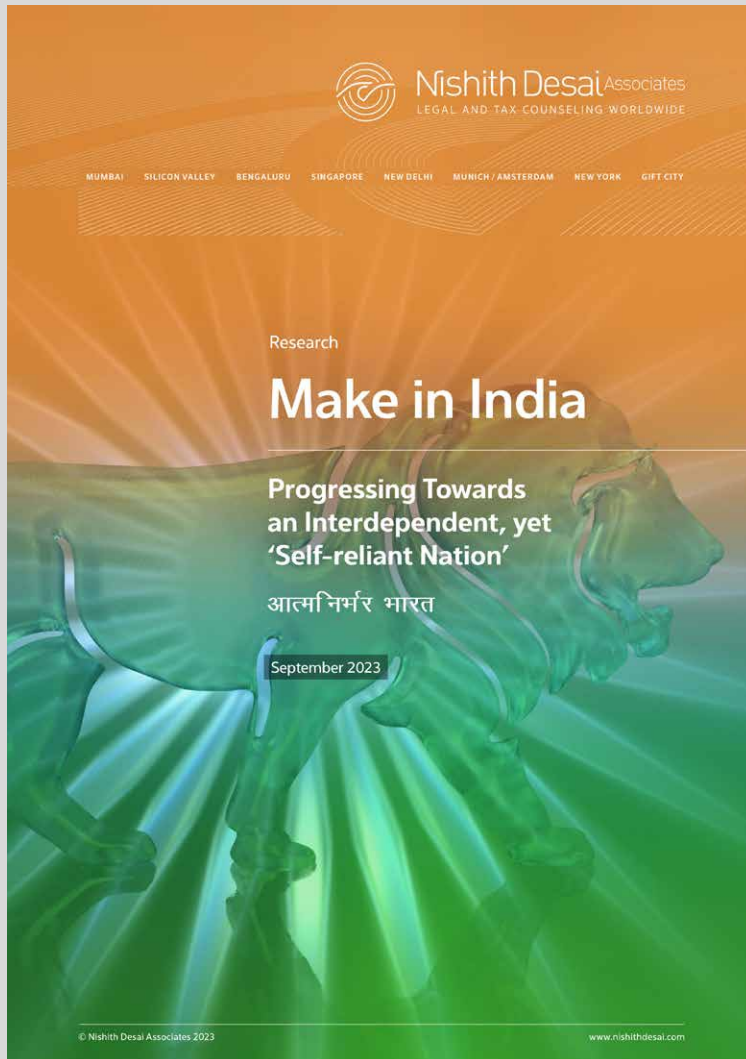 Nishith Desai Associates
LEGAL AND TAX COUNSELING WORLDWIDE
MUMBAI SILICON VALLEY BENGALURU SINGAPORE NEW DELHI MUNICH / AMSTERDAM NEW YORK GIFT CITY
Research
Make in India
Progressing Towards
an Interdependent, yet
‘Self-reliant Nation’
आत्मनिर्भर भारत
September 2023
© Nishith Desai Associates 2023
www.nishithdesai.com